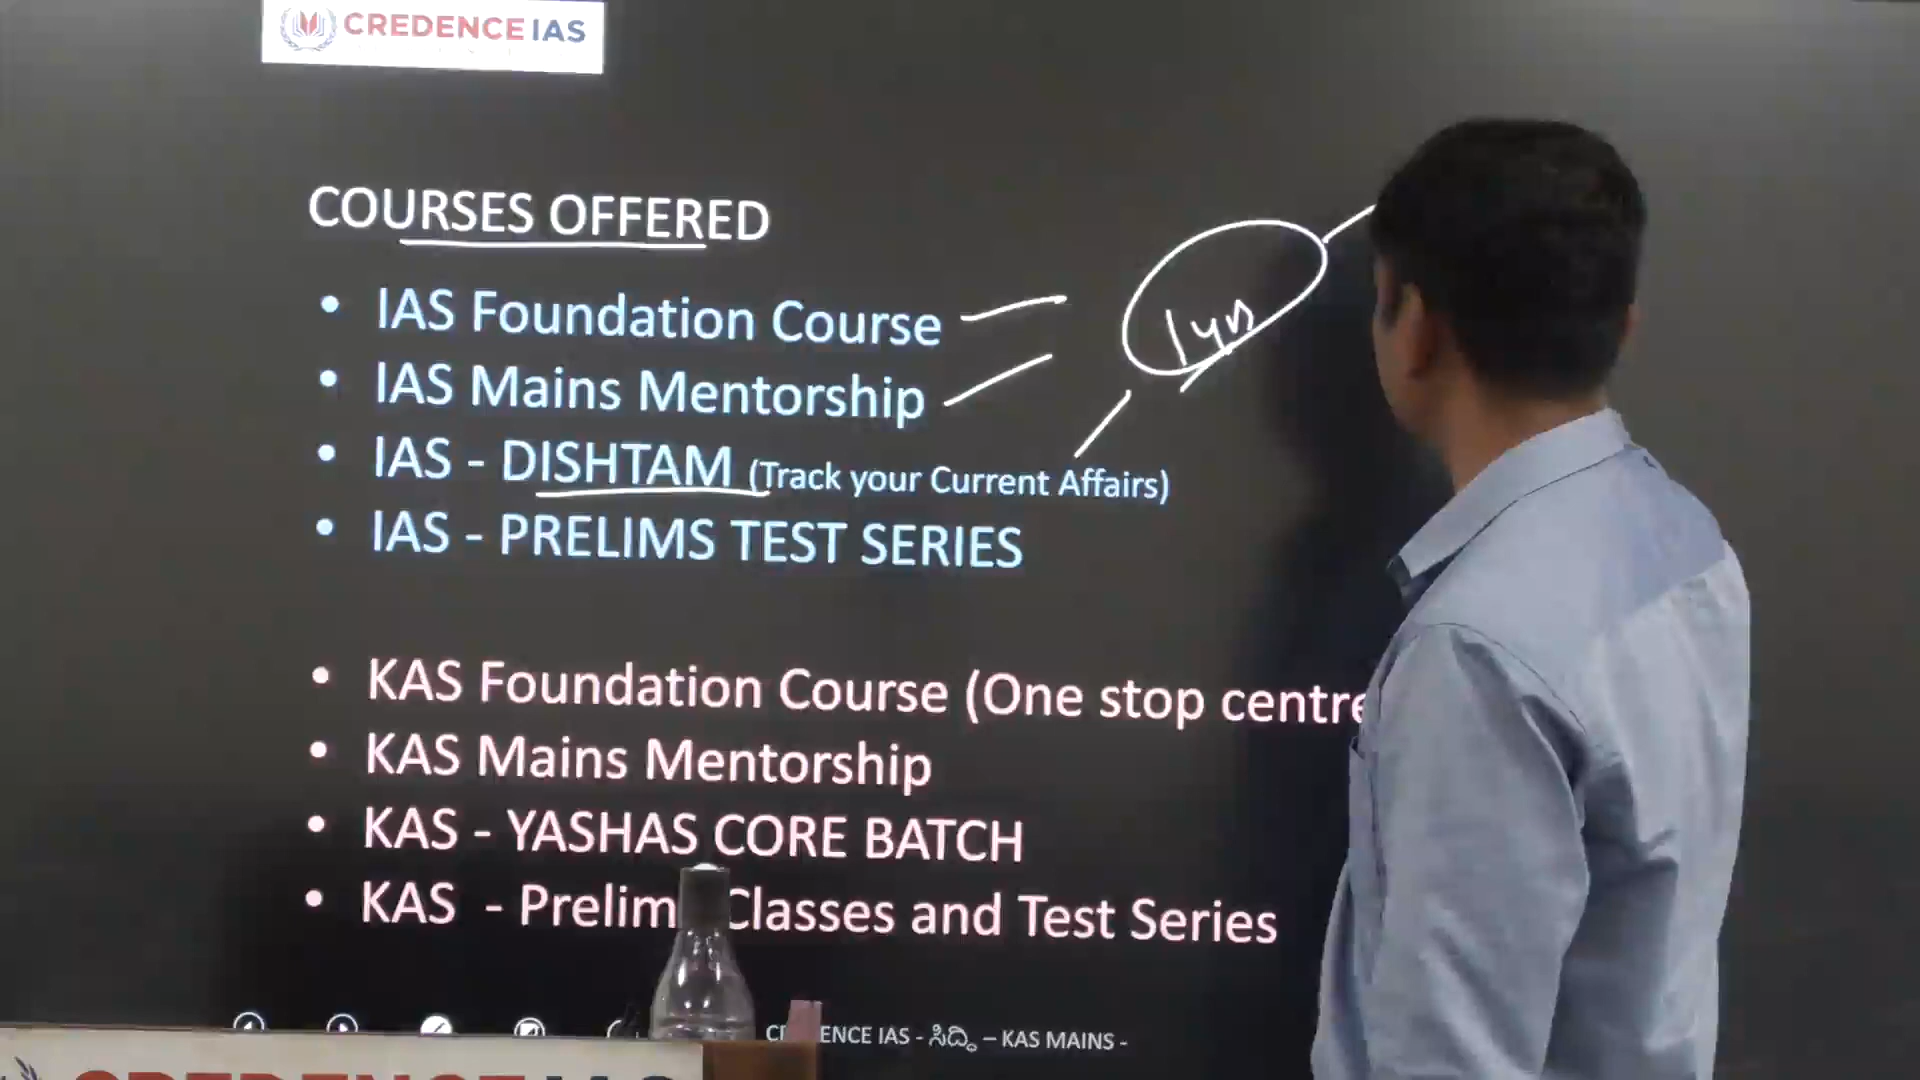 CREDENCE IAS
COURSES OFFERED
• IAS Foundation Course
• IAS Mains Mentorship
• IAS - DISHTAM (Track your Current Affairs)
• IAS - PRELIMS TEST SERIES
1yr
• KAS Foundation Course (One stop centre
• KAS Mains Mentorship
• KAS - YASHAS CORE BATCH
• KAS - Prelim Classes and Test Series
ENCE IAS - ಸಿದ್ಧಿ – KAS MAINS -
CREDENCE IAS